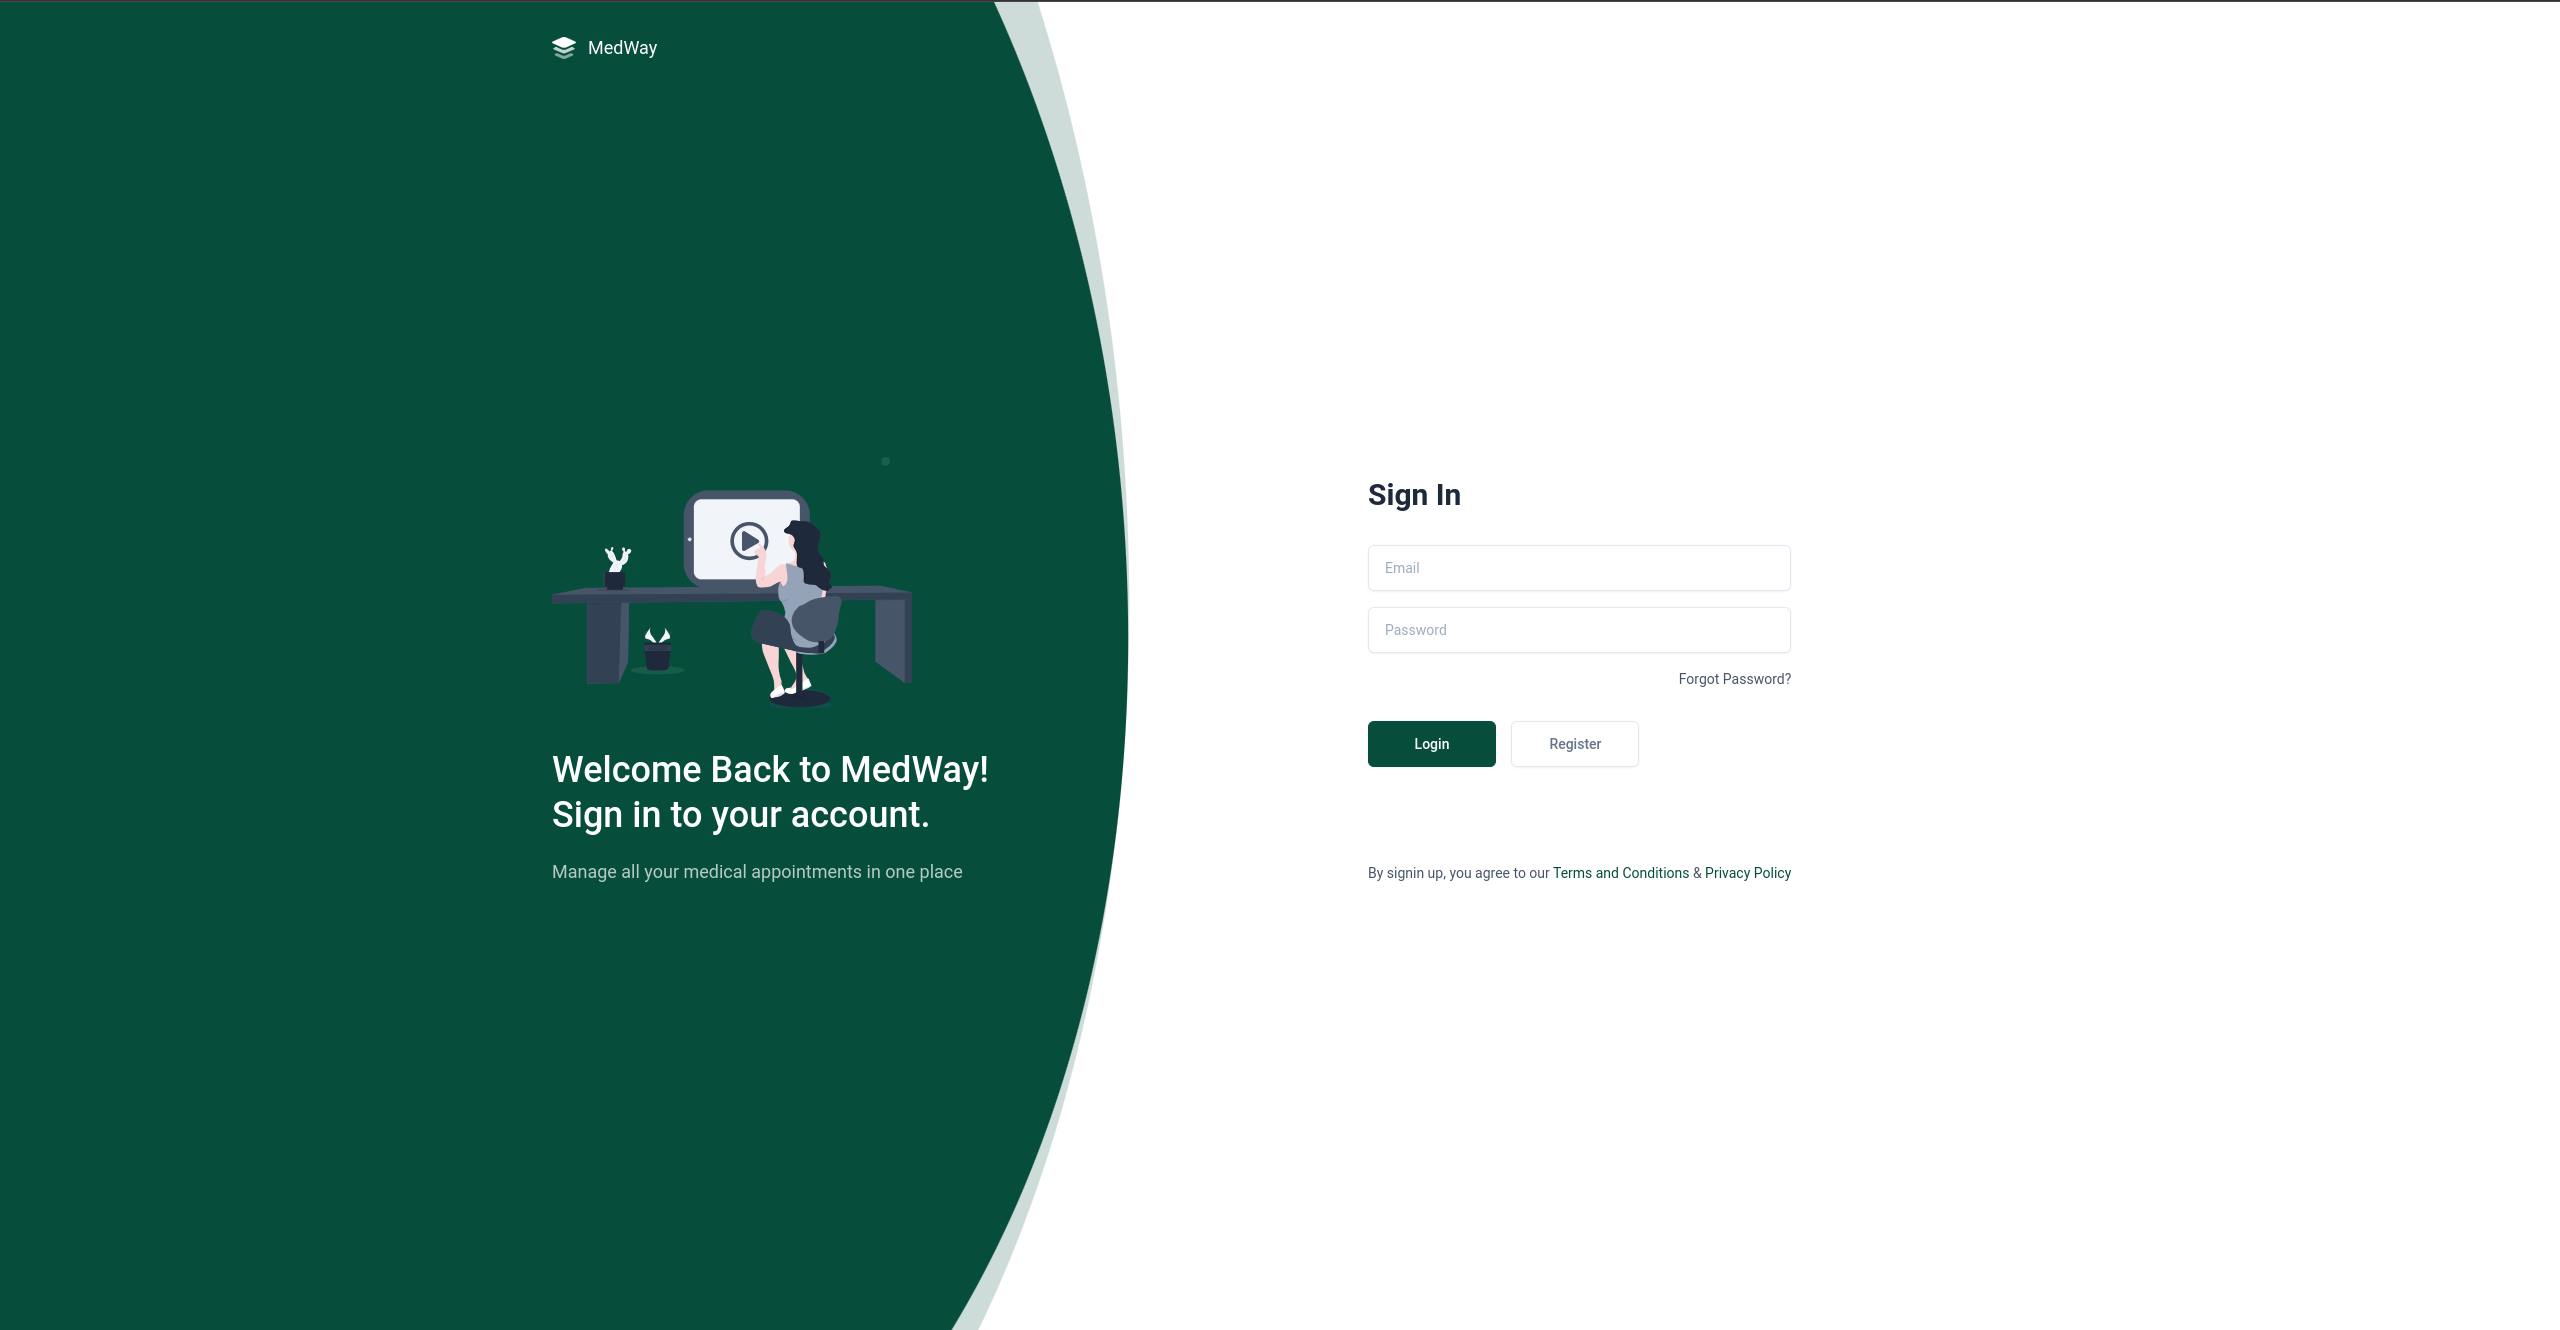 MedWay
Welcome Back to MedWay!
Sign in to your account.
Manage all your medical appointments in one place
Sign In
Email
Password
Forgot Password?
Login
Register
By signin up, you agree to our Terms and Conditions & Privacy Policy